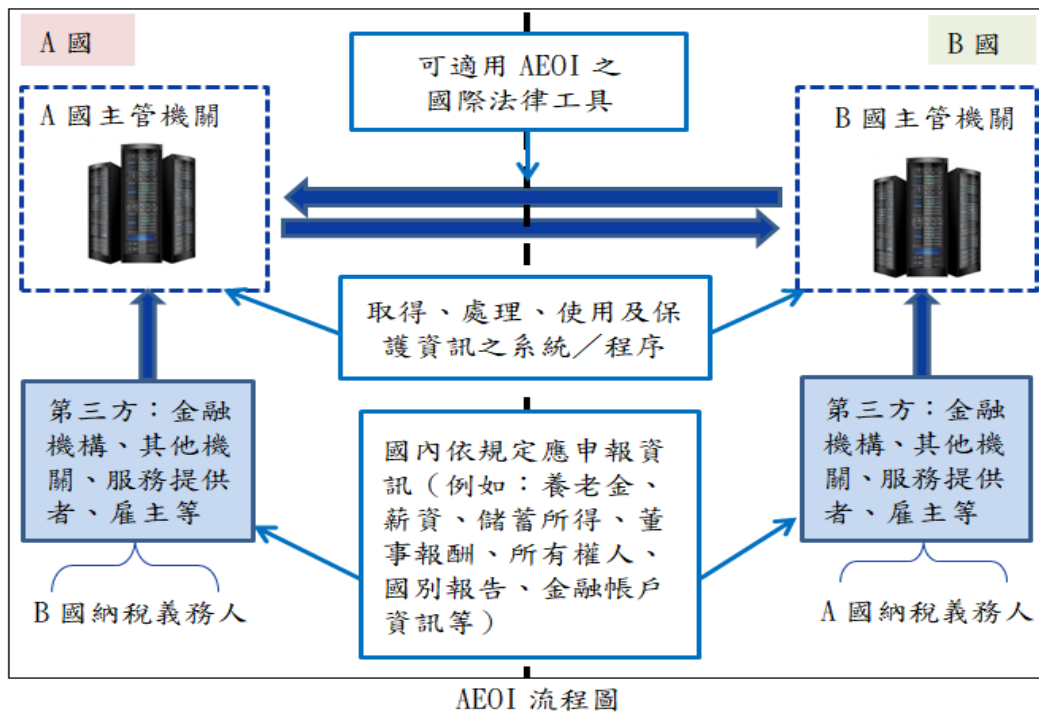 A 國
B 國
可適用 AEOI 之
國際法律工具
A 國主管機關
B 國主管機關
取得、處理、使用及保
護資訊之系統／程序
第三方：金融
機構、其他機
關、服務提供
者、雇主等
國內依規定應申報資
訊（例如：養老金、
薪資、儲蓄所得、董
事報酬、所有權人、
國別報告、金融帳戶
資訊等）
第三方：金融
機構、其他機
關、服務提供
者、雇主等
B 國納稅義務人
A 國納稅義務人
AEOI 流程圖